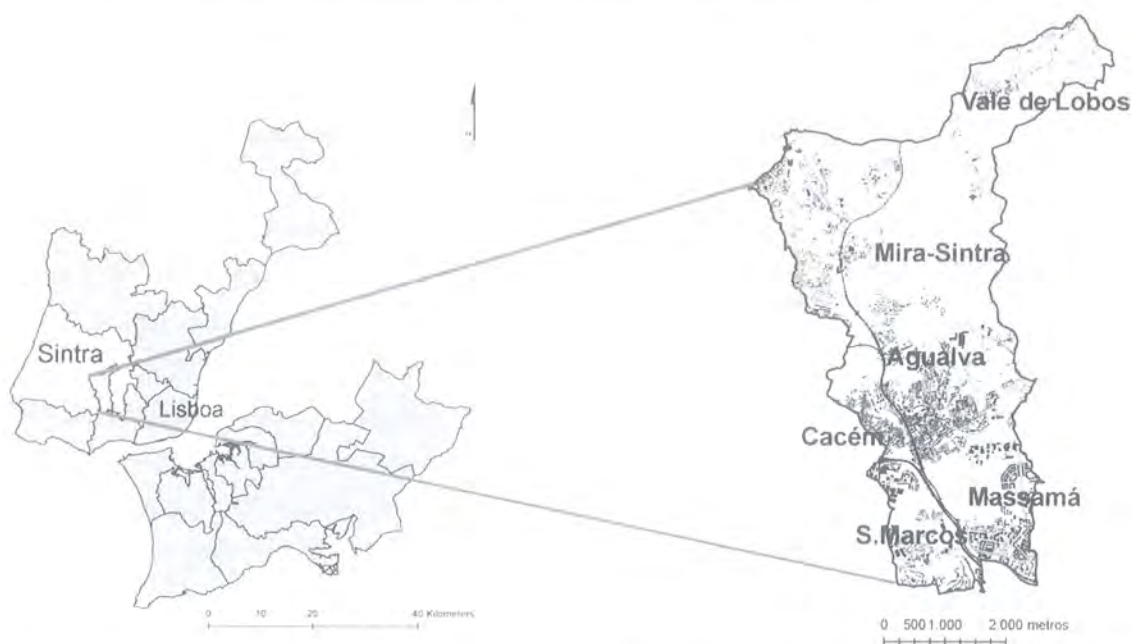 Vale de Lobos
Mira-Sintra
Sintra
Agualva
Lisboa
Cacém
Massamá
S.Marcos
0 10 20 40 Kilometers
0 500 1.000 2 000 metros